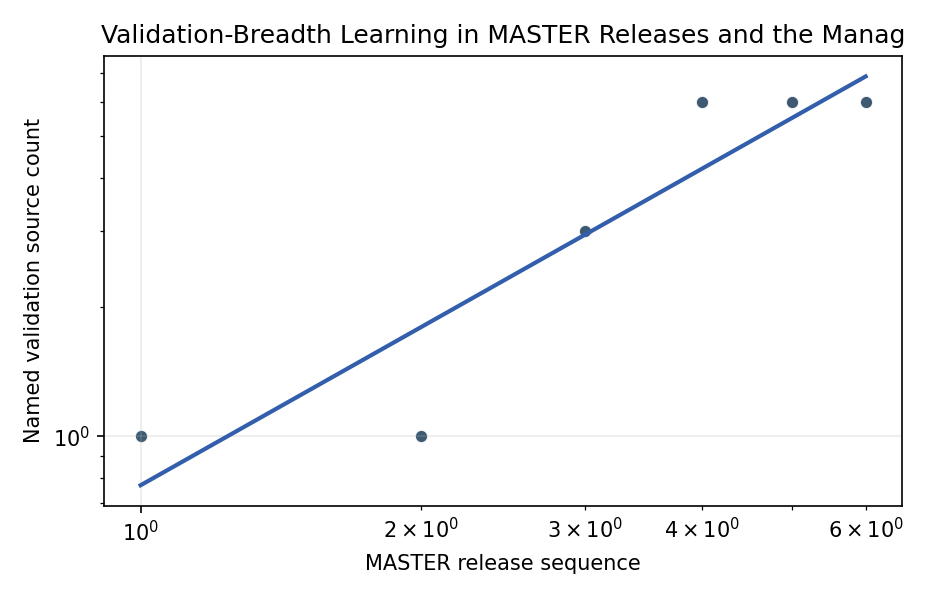 Validation-Breadth Learning in MASTER Releases and the Manag
Named validation source count
10⁰
10⁰
2 × 10⁰
3 × 10⁰
4 × 10⁰
6 × 10⁰
MASTER release sequence